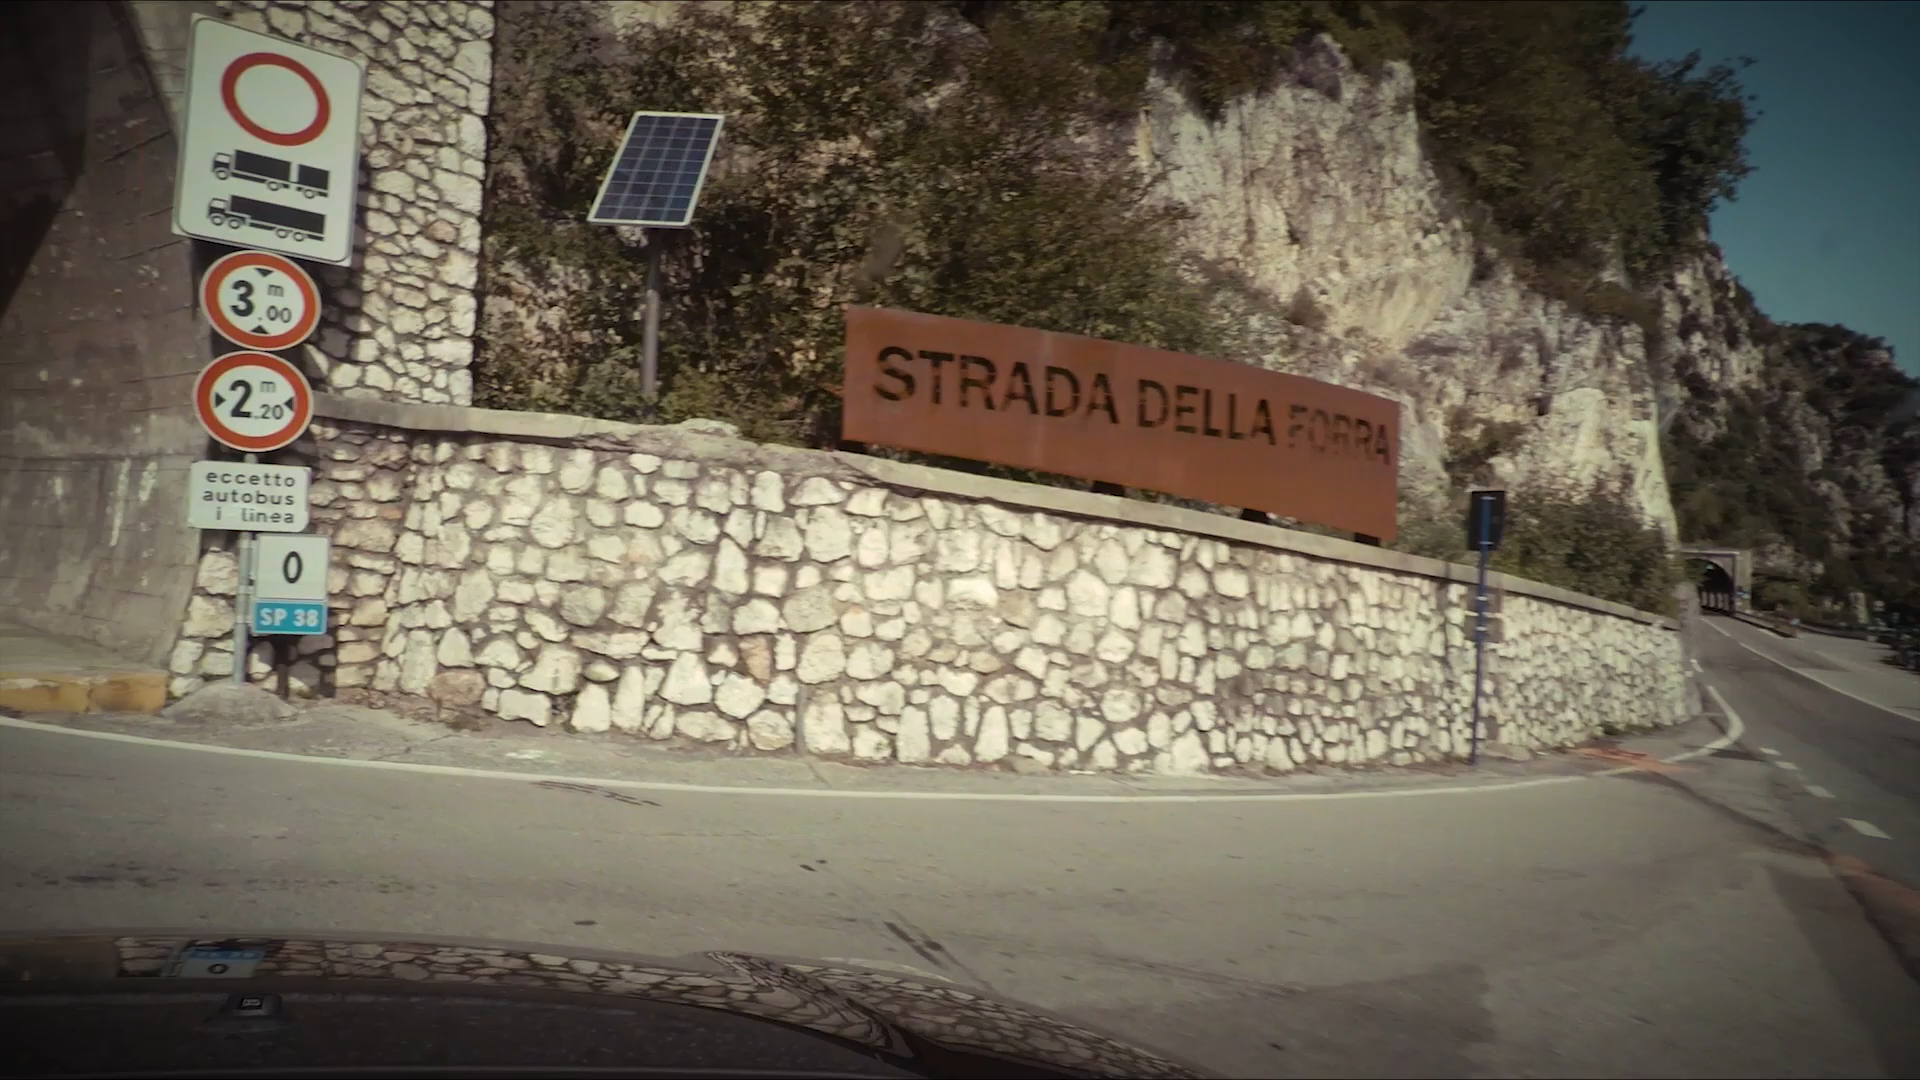 3 m .00
2 m .20
eccetto
autobus
i linea
0
SP 38
STRADA DELLA FORRA